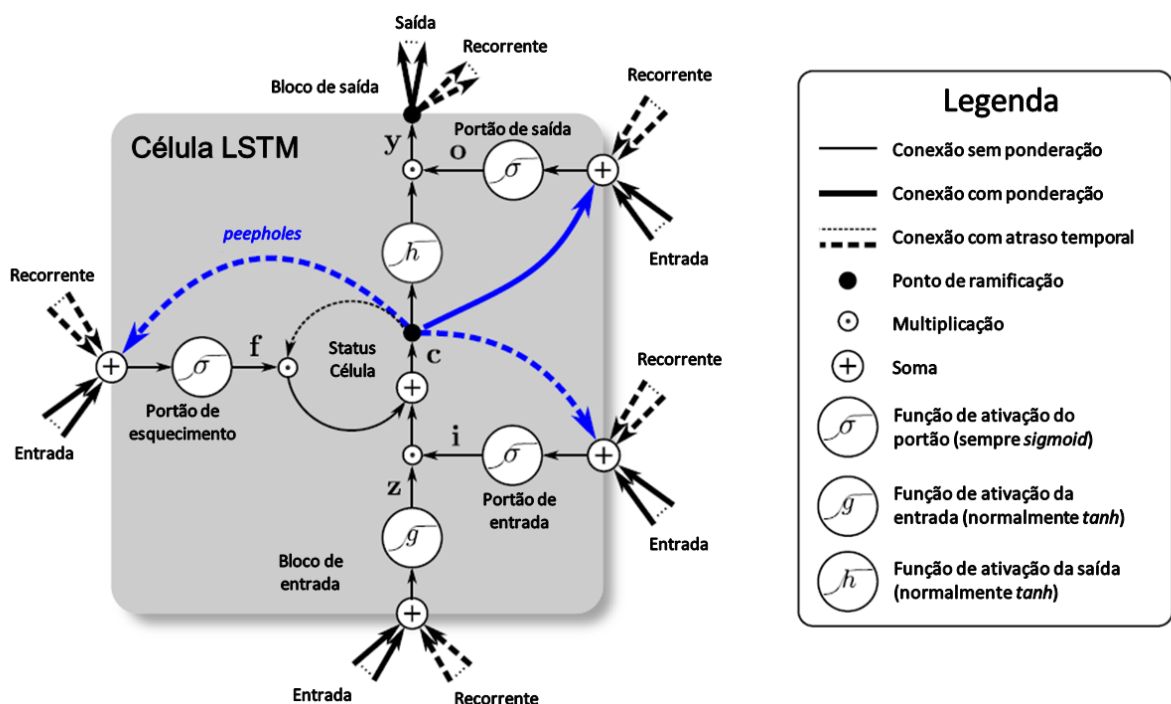 Saída
Recorrente
Bloco de saída
Recorrente
Célula LSTM
Portão de saída
y
o
σ
+
Entrada
peepholes
h
Recorrente
+
σ
f
Status
Célula
c
+
Recorrente
Portão de
esquecimento
Entrada
i
σ
+
z
Portão de
entrada
g
Entrada
Bloco de
entrada
+
Entrada
Recorrente
Legenda
Conexão sem ponderação
Conexão com ponderação
Conexão com atraso temporal
Ponto de ramificação
Multiplicação
+ Soma
σ Função de ativação do
portão (sempre sigmoid)
g Função de ativação da
entrada (normalmente tanh)
h Função de ativação da saída
(normalmente tanh)